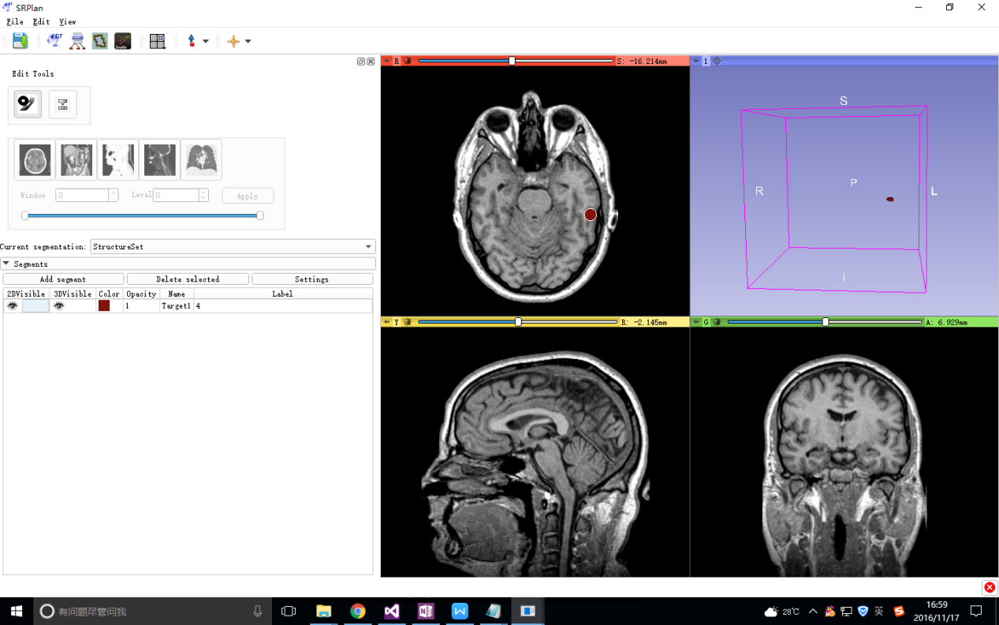 SRPlan
File Edit View
Edit Tools
Window 0 Level 0 Apply
Current segmentation: StructureSet
Segments
Add segment Delete selected Settings
2DVisible 3DVisible Color Opacity Name Label
1 Target1 4
R S: -16.214mm
1
S
R P L
I
Y R: -2.145mm
G A: 6.929mm
有问题尽管问我
28℃ 英
16:59
2016/11/17